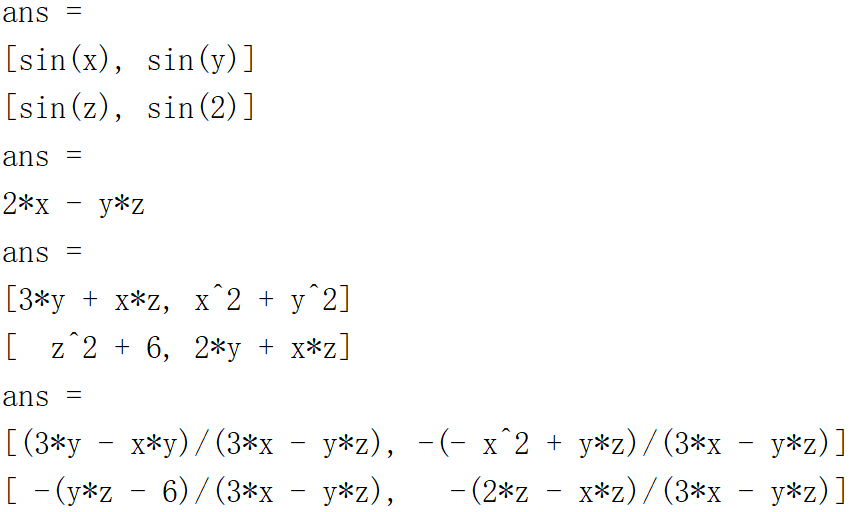 ans =
[sin(x), sin(y)]
[sin(z), sin(2)]
ans =
2*x - y*z
ans =
[3*y + x*z, x^2 + y^2]
[  z^2 + 6, 2*y + x*z]
ans =
[(3*y - x*y)/(3*x - y*z), -(- x^2 + y*z)/(3*x - y*z)]
[ -(y*z - 6)/(3*x - y*z),   -(2*z - x*z)/(3*x - y*z)]